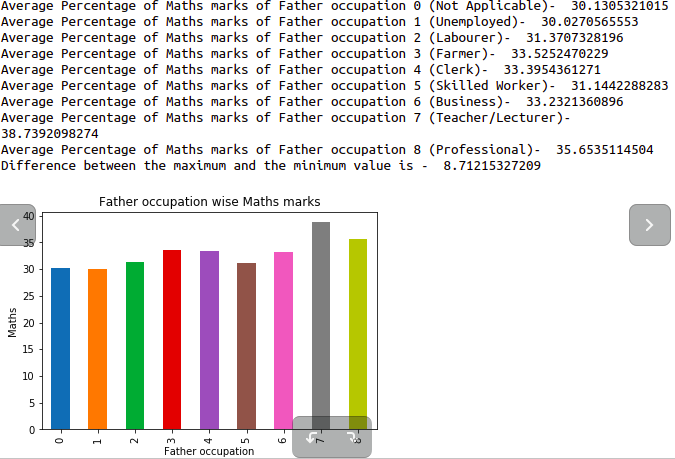 Average Percentage of Maths marks of Father occupation 0 (Not Applicable)-  30.1305321015
Average Percentage of Maths marks of Father occupation 1 (Unemployed)-  30.0270565553
Average Percentage of Maths marks of Father occupation 2 (Labourer)-  31.3707328196
Average Percentage of Maths marks of Father occupation 3 (Farmer)-  33.5252470229
Average Percentage of Maths marks of Father occupation 4 (Clerk)-  33.3954361271
Average Percentage of Maths marks of Father occupation 5 (Skilled Worker)-  31.1442288283
Average Percentage of Maths marks of Father occupation 6 (Business)-  33.2321360896
Average Percentage of Maths marks of Father occupation 7 (Teacher/Lecturer)-
38.7392098274
Average Percentage of Maths marks of Father occupation 8 (Professional)-  35.6535114504
Difference between the maximum and the minimum value is -  8.71215327209
Father occupation wise Maths marks
40
35
30
25
20
15
10
5
0
Maths
0 1 2 3 4 5 6 7 8
Father occupation